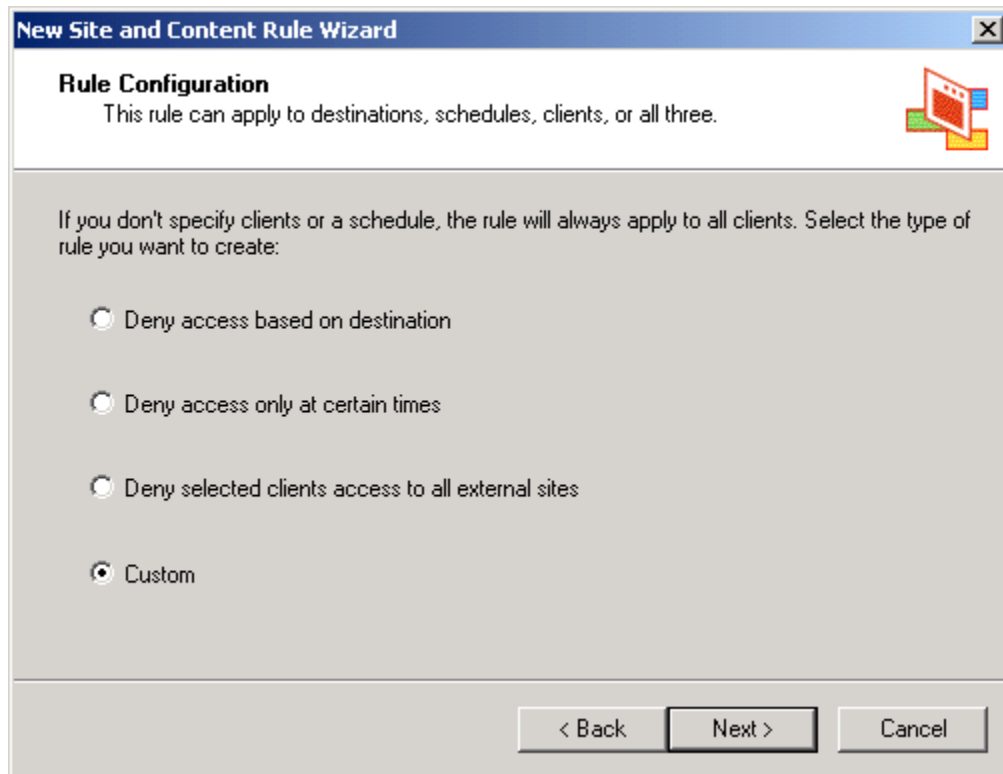 New Site and Content Rule Wizard
Rule Configuration
This rule can apply to destinations, schedules, clients, or all three.
If you don't specify clients or a schedule, the rule will always apply to all clients. Select the type of
rule you want to create:
Deny access based on destination
Deny access only at certain times
Deny selected clients access to all external sites
Custom
< Back
Next >
Cancel